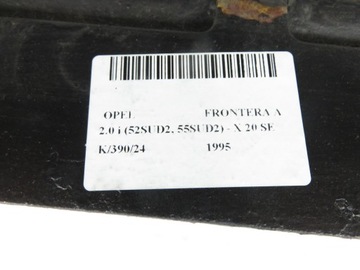 OPEL FRONTERA A
2.0 i (52SUD2, 55SUD2) - X 20 SE
K/390/24 1995